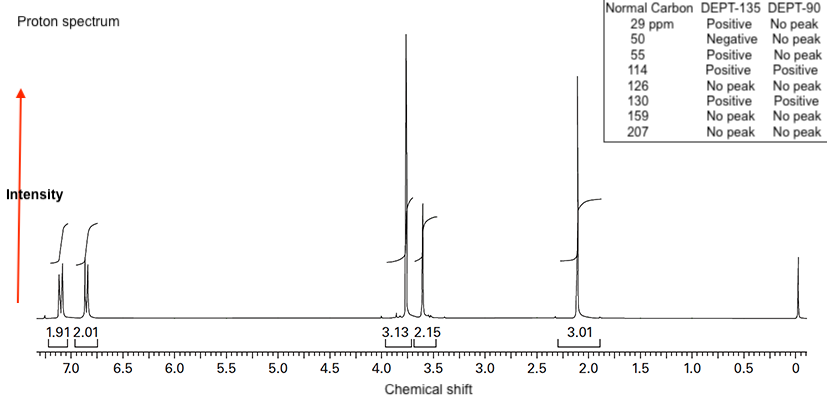 Proton spectrum
Normal Carbon DEPT-135 DEPT-90
29 ppm Positive No peak
50 Negative No peak
55 Positive No peak
114 Positive Positive
126 No peak No peak
130 Positive Positive
159 No peak No peak
207 No peak No peak
Intensity
1.91 2.01 3.13 2.15 3.01
7.0 6.5 6.0 5.5 5.0 4.5 4.0 3.5 3.0 2.5 2.0 1.5 1.0 0.5 0
Chemical shift